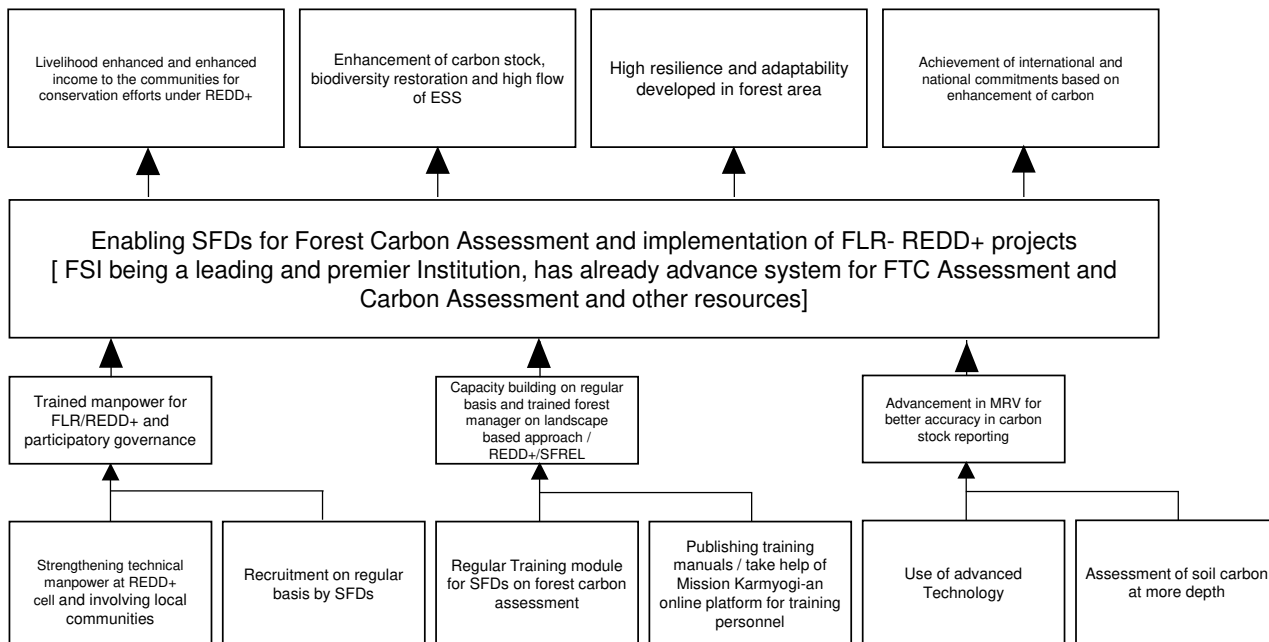 Livelihood enhanced and enhanced
income to the communities for
conservation efforts under REDD+
Enhancement of carbon stock,
biodiversity restoration and high flow
of ESS
High resilience and adaptability
developed in forest area
Achievement of international and
national commitments based on
enhancement of carbon
Enabling SFDs for Forest Carbon Assessment and implementation of FLR- REDD+ projects
[ FSI being a leading and premier Institution, has already advance system for FTC Assessment and
Carbon Assessment and other resources]
Trained manpower for
FLR/REDD+ and
participatory governance
Capacity building on regular
basis and trained forest
manager on landscape
based approach /
REDD+/SFREL
Advancement in MRV for
better accuracy in carbon
stock reporting
Strengthening technical
manpower at REDD+
cell and involving local
communities
Recruitment on regular
basis by SFDs
Regular Training module
for SFDs on forest carbon
assessment
Publishing training
manuals / take help of
Mission Karmyogi-an
online platform for training
personnel
Use of advanced
Technology
Assessment of soil carbon
at more depth